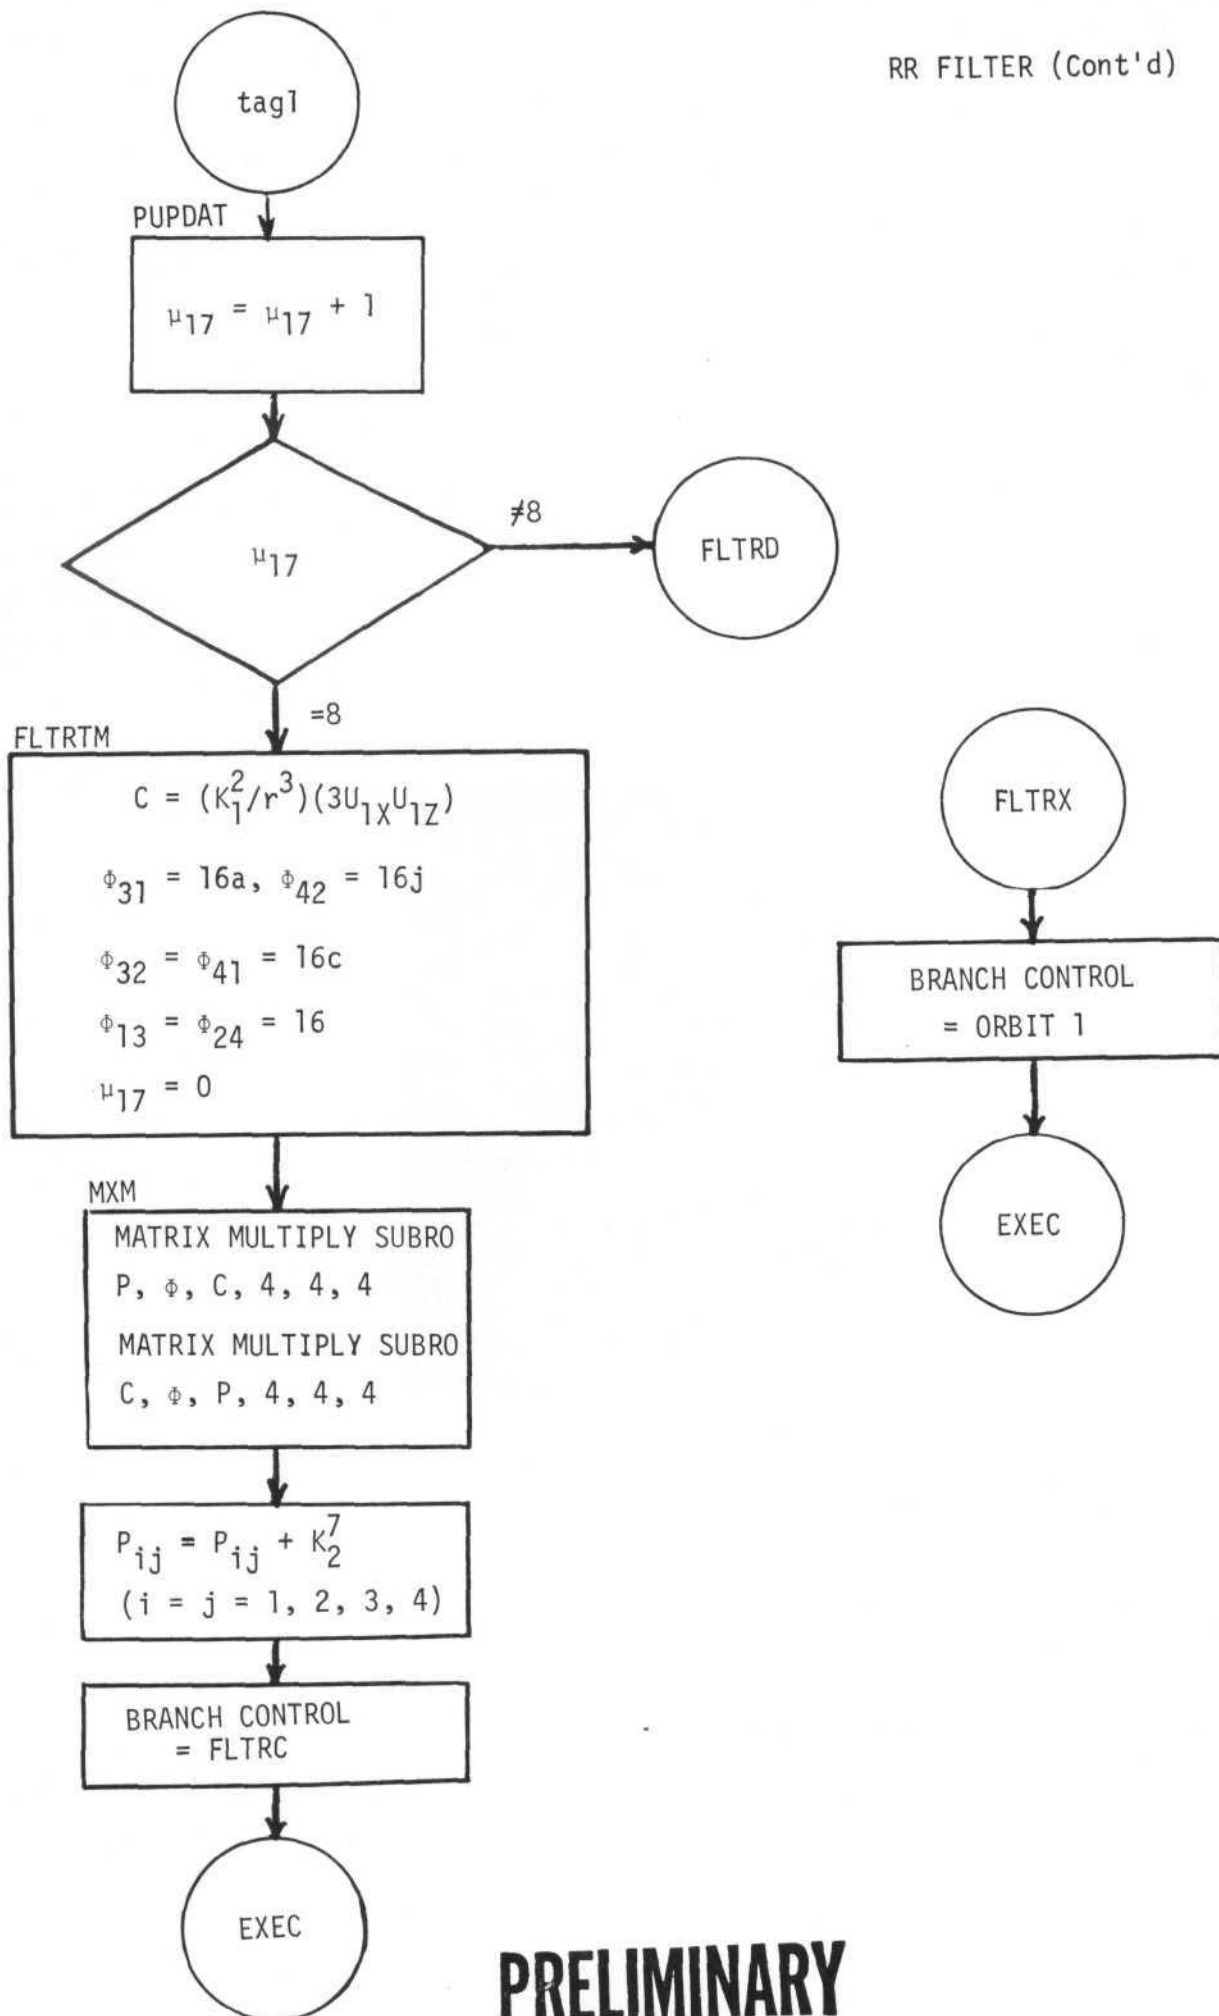 RR FILTER (Cont'd)
tag1
PUPDAT
μ17 = μ17 + 1
μ17
≠8
FLTRD
=8
FLTRTM
C = (K₁²/r³)(3U1XU1Z)
Φ31 = 16a, Φ42 = 16j
Φ32 = Φ41 = 16c
Φ13 = Φ24 = 16
μ17 = 0
MXM
MATRIX MULTIPLY SUBRO
P, Φ, C, 4, 4, 4
MATRIX MULTIPLY SUBRO
C, Φ, P, 4, 4, 4
Pij = Pij + K₂⁷
(i = j = 1, 2, 3, 4)
BRANCH CONTROL
= FLTRC
EXEC
FLTRX
BRANCH CONTROL
= ORBIT 1
EXEC
PRELIMINARY